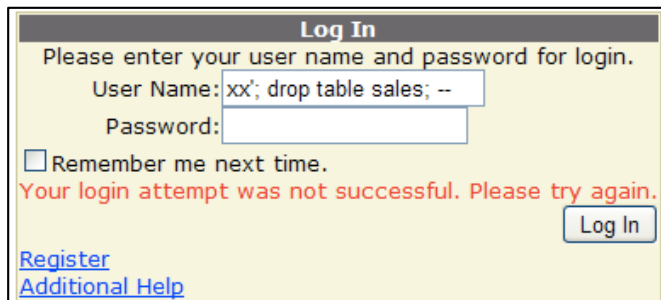 Log In
Please enter your user name and password for login.
User Name: xx'; drop table sales; --
Password:
Remember me next time.
Your login attempt was not successful. Please try again.
Log In
Register
Additional Help